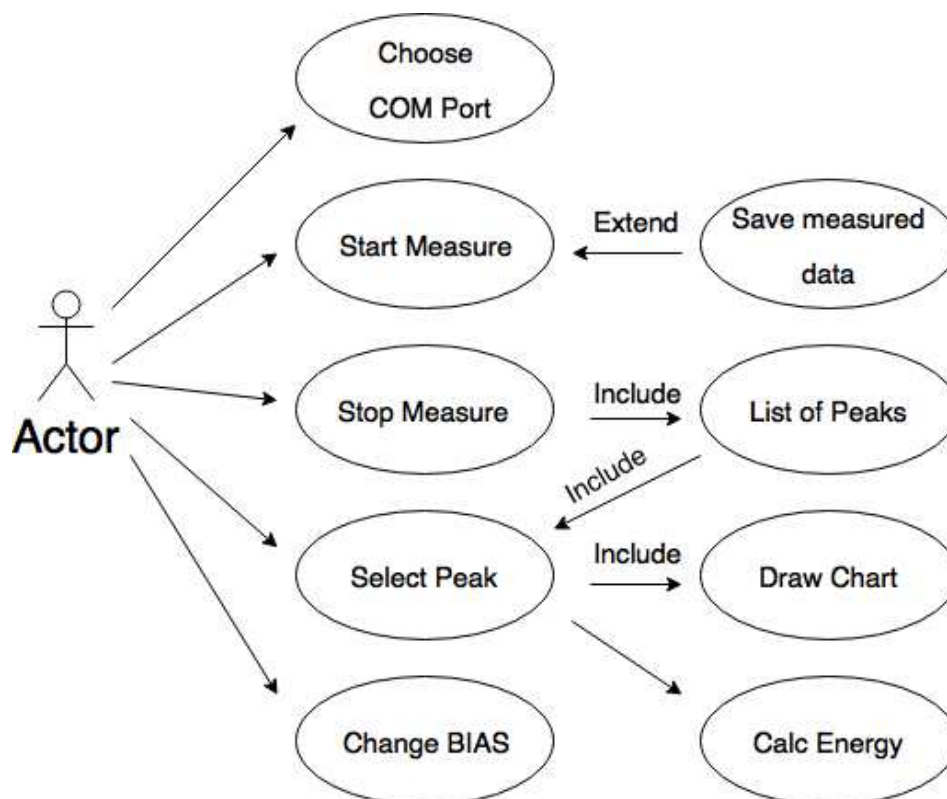 Choose
COM Port
Start Measure
Extend
Save measured
data
Actor
Stop Measure
Include
List of Peaks
Include
Select Peak
Include
Draw Chart
Change BIAS
Calc Energy